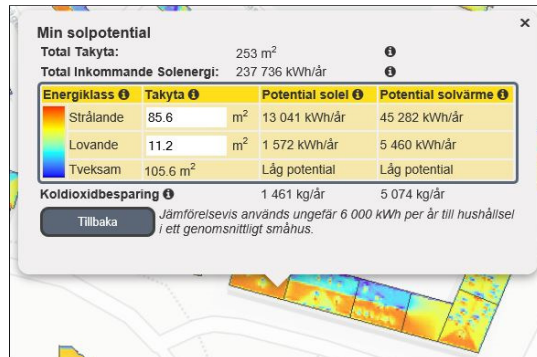 ×
Min solpotential
Total Takyta: 253 m²
Total Inkommande Solenergi: 237 736 kWh/år
Energiklass Takyta Potential solel Potential solvärme
Strålande 85.6 m² 13 041 kWh/år 45 282 kWh/år
Lovande 11.2 m² 1 572 kWh/år 5 460 kWh/år
Tveksam 105.6 m² Låg potential Låg potential
Koldioxidbesparing 1 461 kg/år 5 074 kg/år
Tillbaka
Jämförelsevis används ungefär 6 000 kWh per år till hushållsel
i ett genomsnittligt småhus.